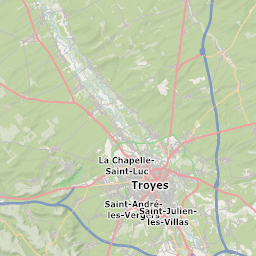 La Chapelle-
Saint-Luc
Troyes
Saint-André-
les-Vergers
Saint-Julien-
les-Villas